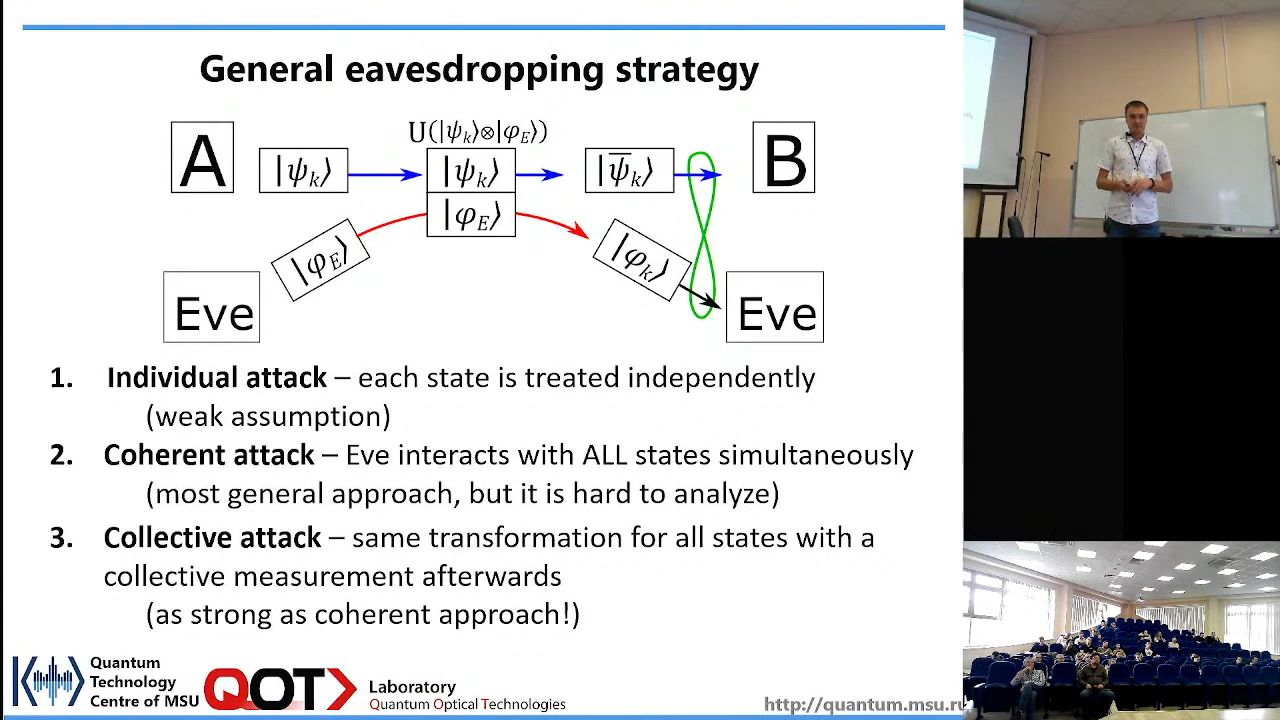 General eavesdropping strategy
U(|ψₖ⟩⊗|φ_E⟩)
A
|ψₖ⟩
|ψₖ⟩
|ψ̅ₖ⟩
B
|φ_E⟩
|φ_E⟩
|φₖ⟩
Eve
Eve
1. Individual attack – each state is treated independently
(weak assumption)
2. Coherent attack – Eve interacts with ALL states simultaneously
(most general approach, but it is hard to analyze)
3. Collective attack – same transformation for all states with a
collective measurement afterwards
(as strong as coherent approach!)
Quantum
Technology
Centre of MSU
QOT
Laboratory
Quantum Optical Technologies
http://quantum.msu.ru